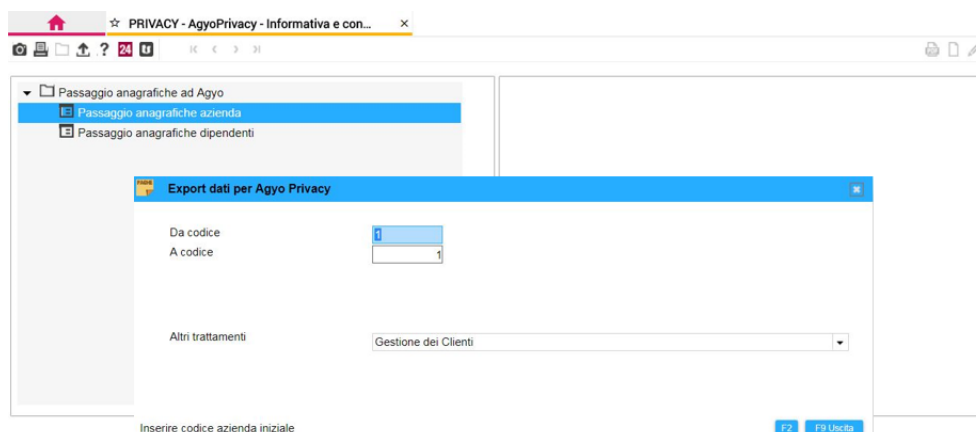 PRIVACY - AgyoPrivacy - Informativa e con...
? 24 U
Passaggio anagrafiche ad Agyo
Passaggio anagrafiche azienda
Passaggio anagrafiche dipendenti
Export dati per Agyo Privacy
Da codice 1
A codice 1
Altri trattamenti Gestione dei Clienti
Inserire codice azienda iniziale F2 F9 Uscita